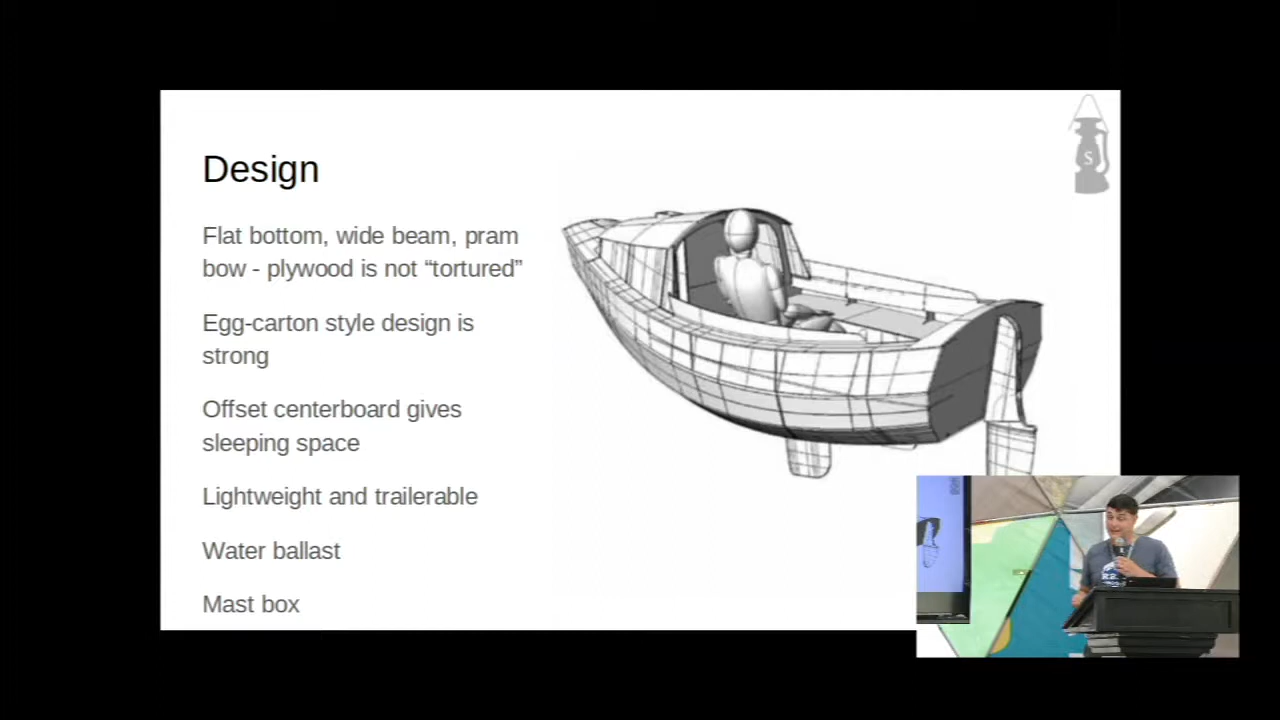 Design
Flat bottom, wide beam, pram
bow - plywood is not “tortured”
Egg-carton style design is
strong
Offset centerboard gives
sleeping space
Lightweight and trailerable
Water ballast
Mast box
S